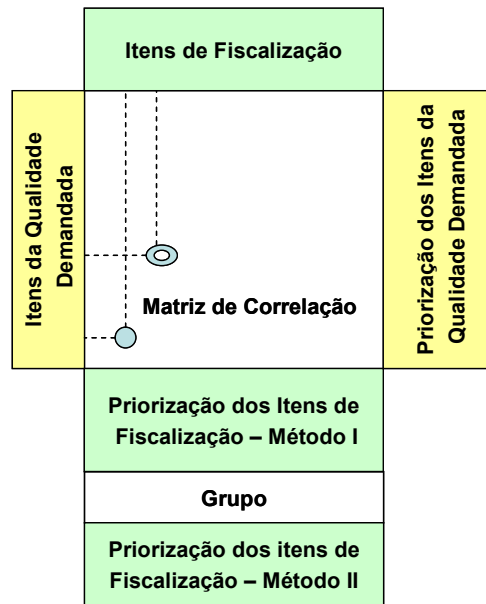 Itens de Fiscalização
Itens da Qualidade
Demandada
Matriz de Correlação
Priorização dos Itens da
Qualidade Demandada
Priorização dos Itens de
Fiscalização – Método I
Grupo
Priorização dos itens de
Fiscalização – Método II